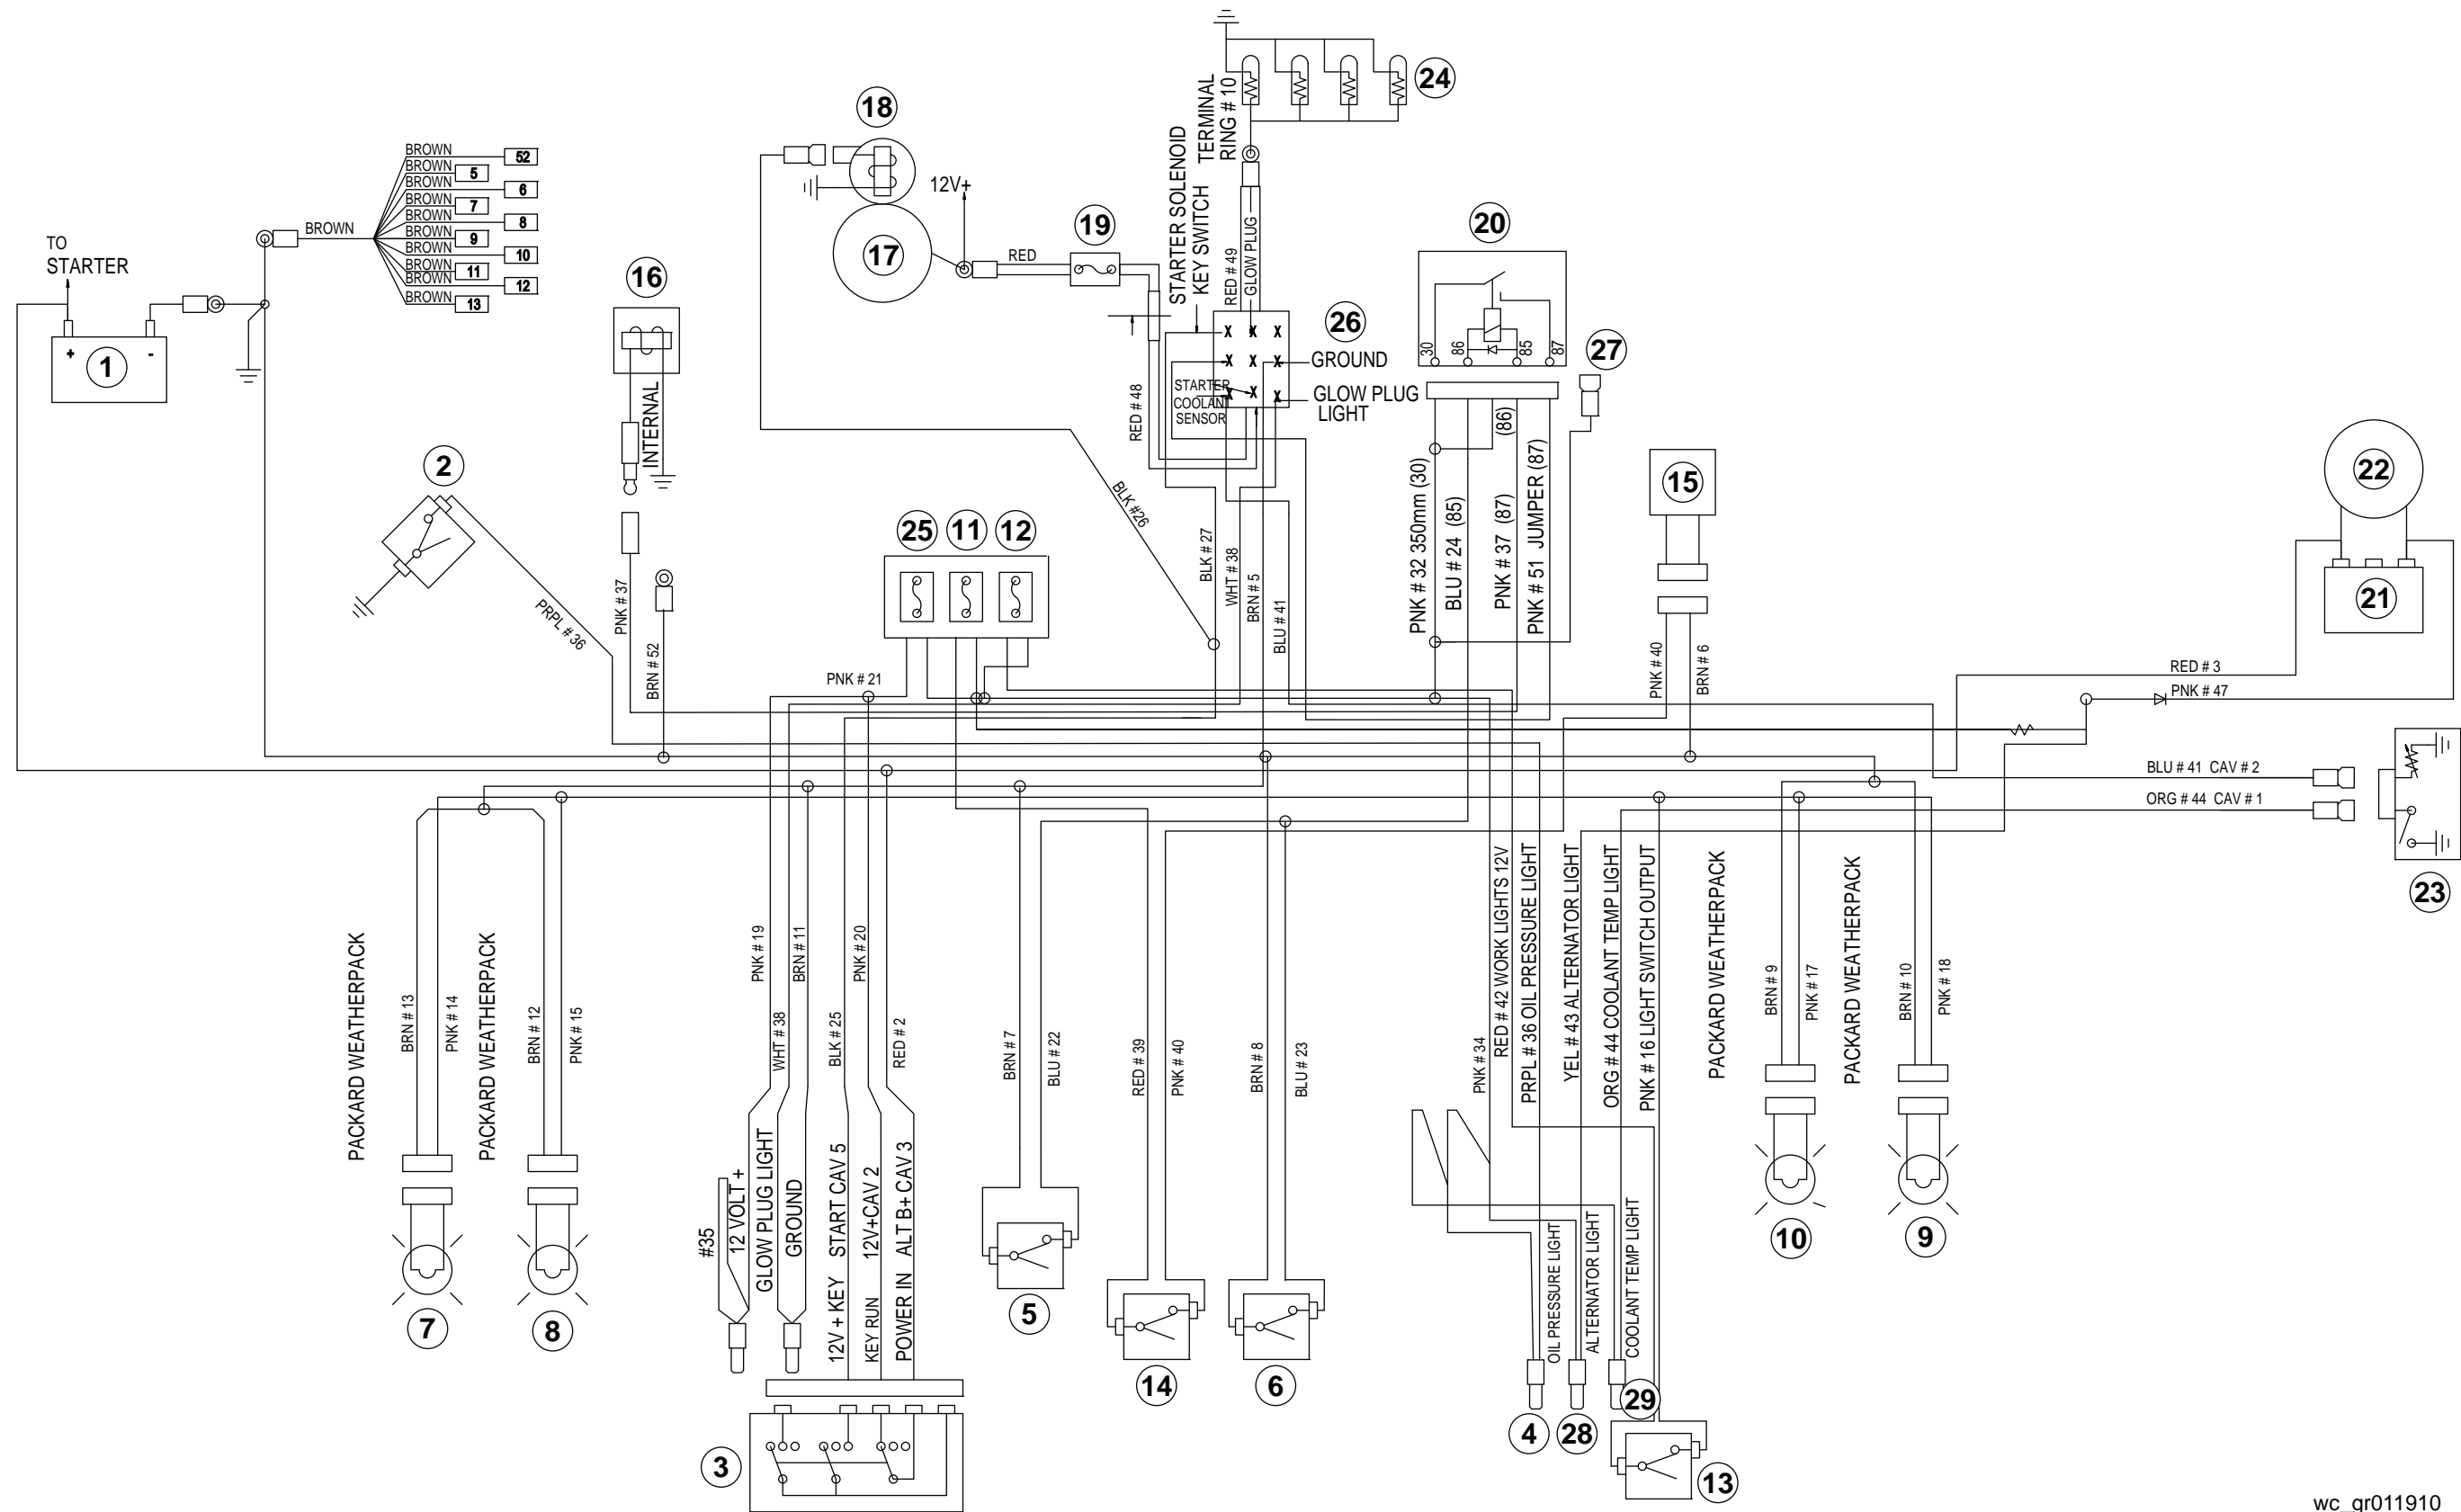 24
18
TERMINAL
RING # 10
STARTER SOLENOID
KEY SWITCH
BROWN 52
BROWN 5
BROWN 6
BROWN 7
BROWN 8
BROWN 9
BROWN 10
BROWN 11
BROWN 12
BROWN 13
BROWN
TO
STARTER
+ -
1
2
PRPL # 36
16
INTERNAL
PNK # 37
BRN # 52
12V+
17
RED
19
RED # 48
RED # 49
GLOW PLUG
X X X
X X X
X X X
26
GROUND
STARTER
COOLANT
SENSOR
GLOW PLUG
LIGHT
20
30
86
85
87
27
PNK # 32 350mm (30)
BLU # 24 (85)
(86)
PNK # 37 (87)
PNK # 51 JUMPER (87)
15
PNK # 40
BRN # 6
22
21
RED # 3
PNK # 47
BLU # 41 CAV # 2
ORG # 44 CAV # 1
23
25
11
12
PNK # 21
BLK #26
BLK # 27
WHT # 38
BRN # 5
BLU # 41
PACKARD WEATHERPACK
BRN # 13
PNK # 14
PACKARD WEATHERPACK
BRN # 12
PNK # 15
7
8
PNK # 19
WHT # 38
BRN # 11
BLK # 25
PNK # 20
RED # 2
#35
12 VOLT +
GLOW PLUG LIGHT
GROUND
12V + KEY START CAV 5
KEY RUN 12V+CAV 2
POWER IN ALT B+ CAV 3
3
BRN # 7
BLU # 22
5
RED # 39
PNK # 40
14
BRN # 8
BLU # 23
6
PNK # 34
RED # 42 WORK LIGHTS 12V
PRPL # 36 OIL PRESSURE LIGHT
YEL # 43 ALTERNATOR LIGHT
ORG # 44 COOLANT TEMP LIGHT
PNK # 16 LIGHT SWITCH OUTPUT
OIL PRESSURE LIGHT
ALTERNATOR LIGHT
COOLANT TEMP LIGHT
4
28
29
13
PACKARD WEATHERPACK
BRN # 9
PNK # 17
10
PACKARD WEATHERPACK
BRN # 10
PNK # 18
9
wc_gr011910